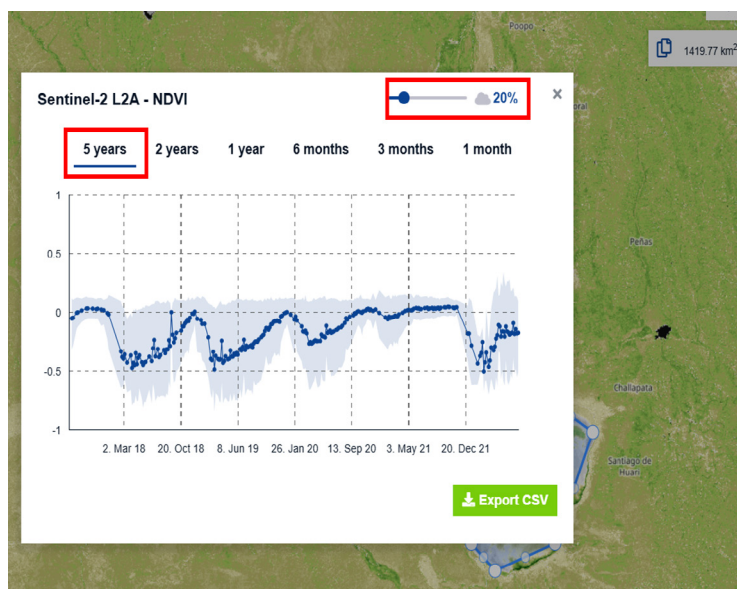 Poopo
1419.77 km²
Sentinel-2 L2A - NDVI
20%
×
5 years
2 years
1 year
6 months
3 months
1 month
1
0.5
0
-0.5
-1
2. Mar 18
20. Oct 18
8. Jun 19
26. Jan 20
13. Sep 20
3. May 21
20. Dec 21
Export CSV
Peñas
Challapata
Santiago de
Huari